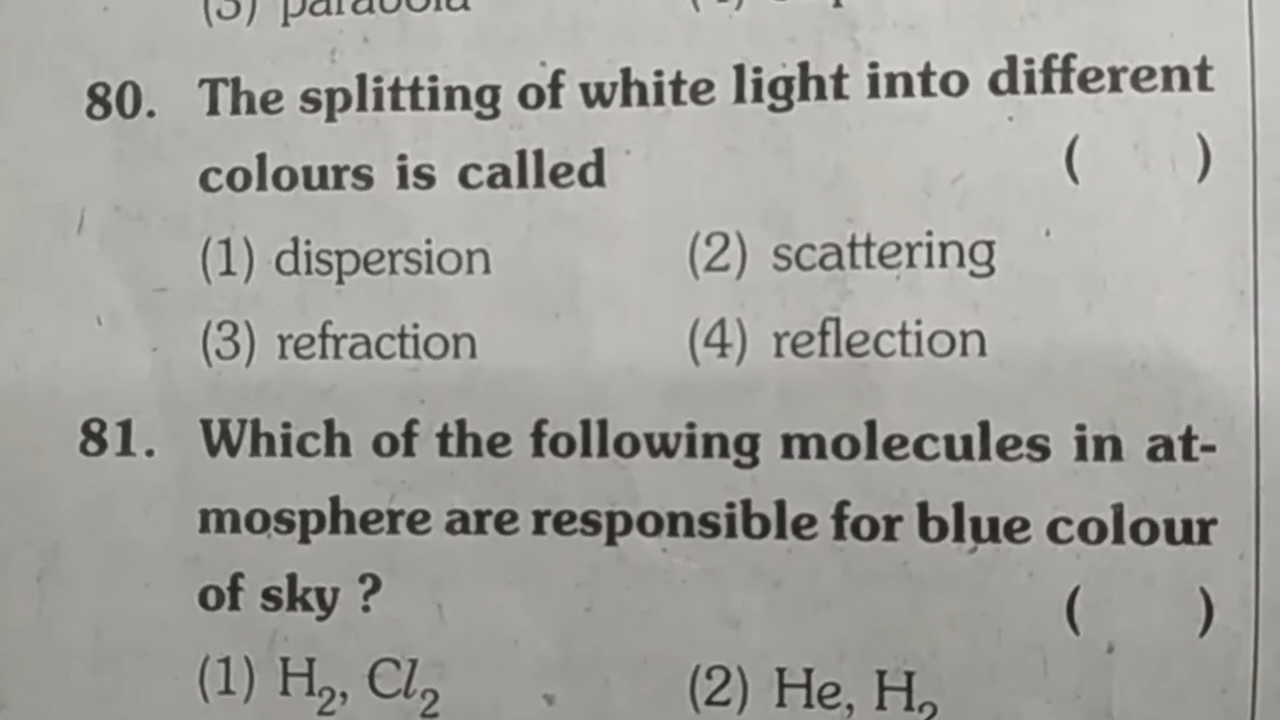 (3) parabola
80. The splitting of white light into different
colours is called ( )
(1) dispersion (2) scattering
(3) refraction (4) reflection
81. Which of the following molecules in at-
mosphere are responsible for blue colour
of sky ? ( )
(1) H₂, Cl₂ (2) He, H₂